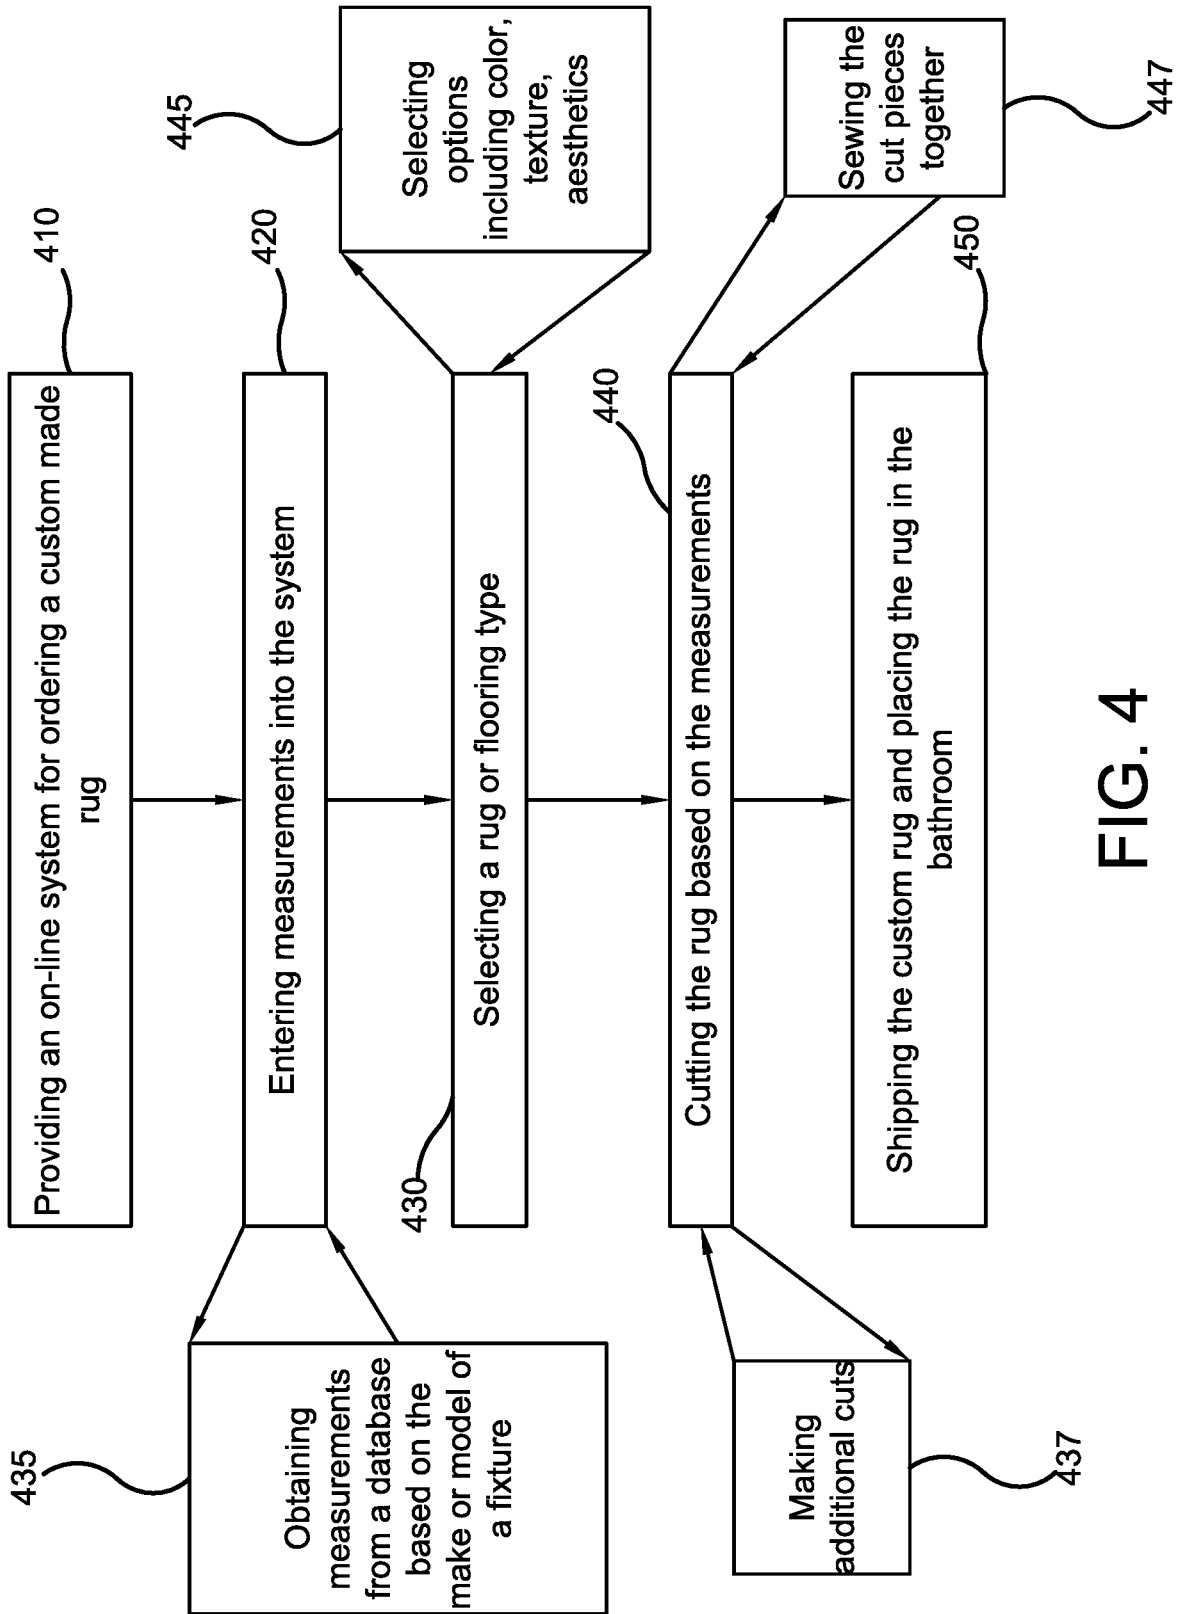 410
Providing an on-line system for ordering a custom made
rug
420
Entering measurements into the system
435
Obtaining
measurements
from a database
based on the
make or model of
a fixture
430
Selecting a rug or flooring type
445
Selecting
options
including color,
texture,
aesthetics
440
Cutting the rug based on the measurements
437
Making
additional cuts
447
Sewing the
cut pieces
together
450
Shipping the custom rug and placing the rug in the
bathroom
FIG. 4